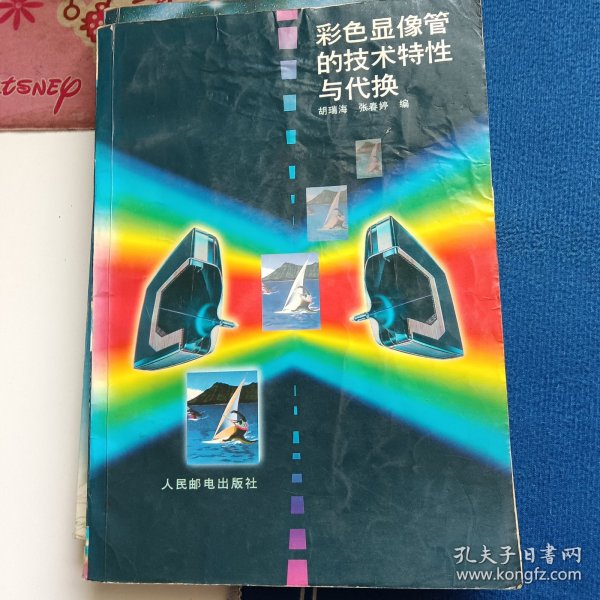 彩色显像管
的技术特性
与代换
胡瑞海 张春婷 编
人民邮电出版社
孔夫子旧书网
www.kongfz.com